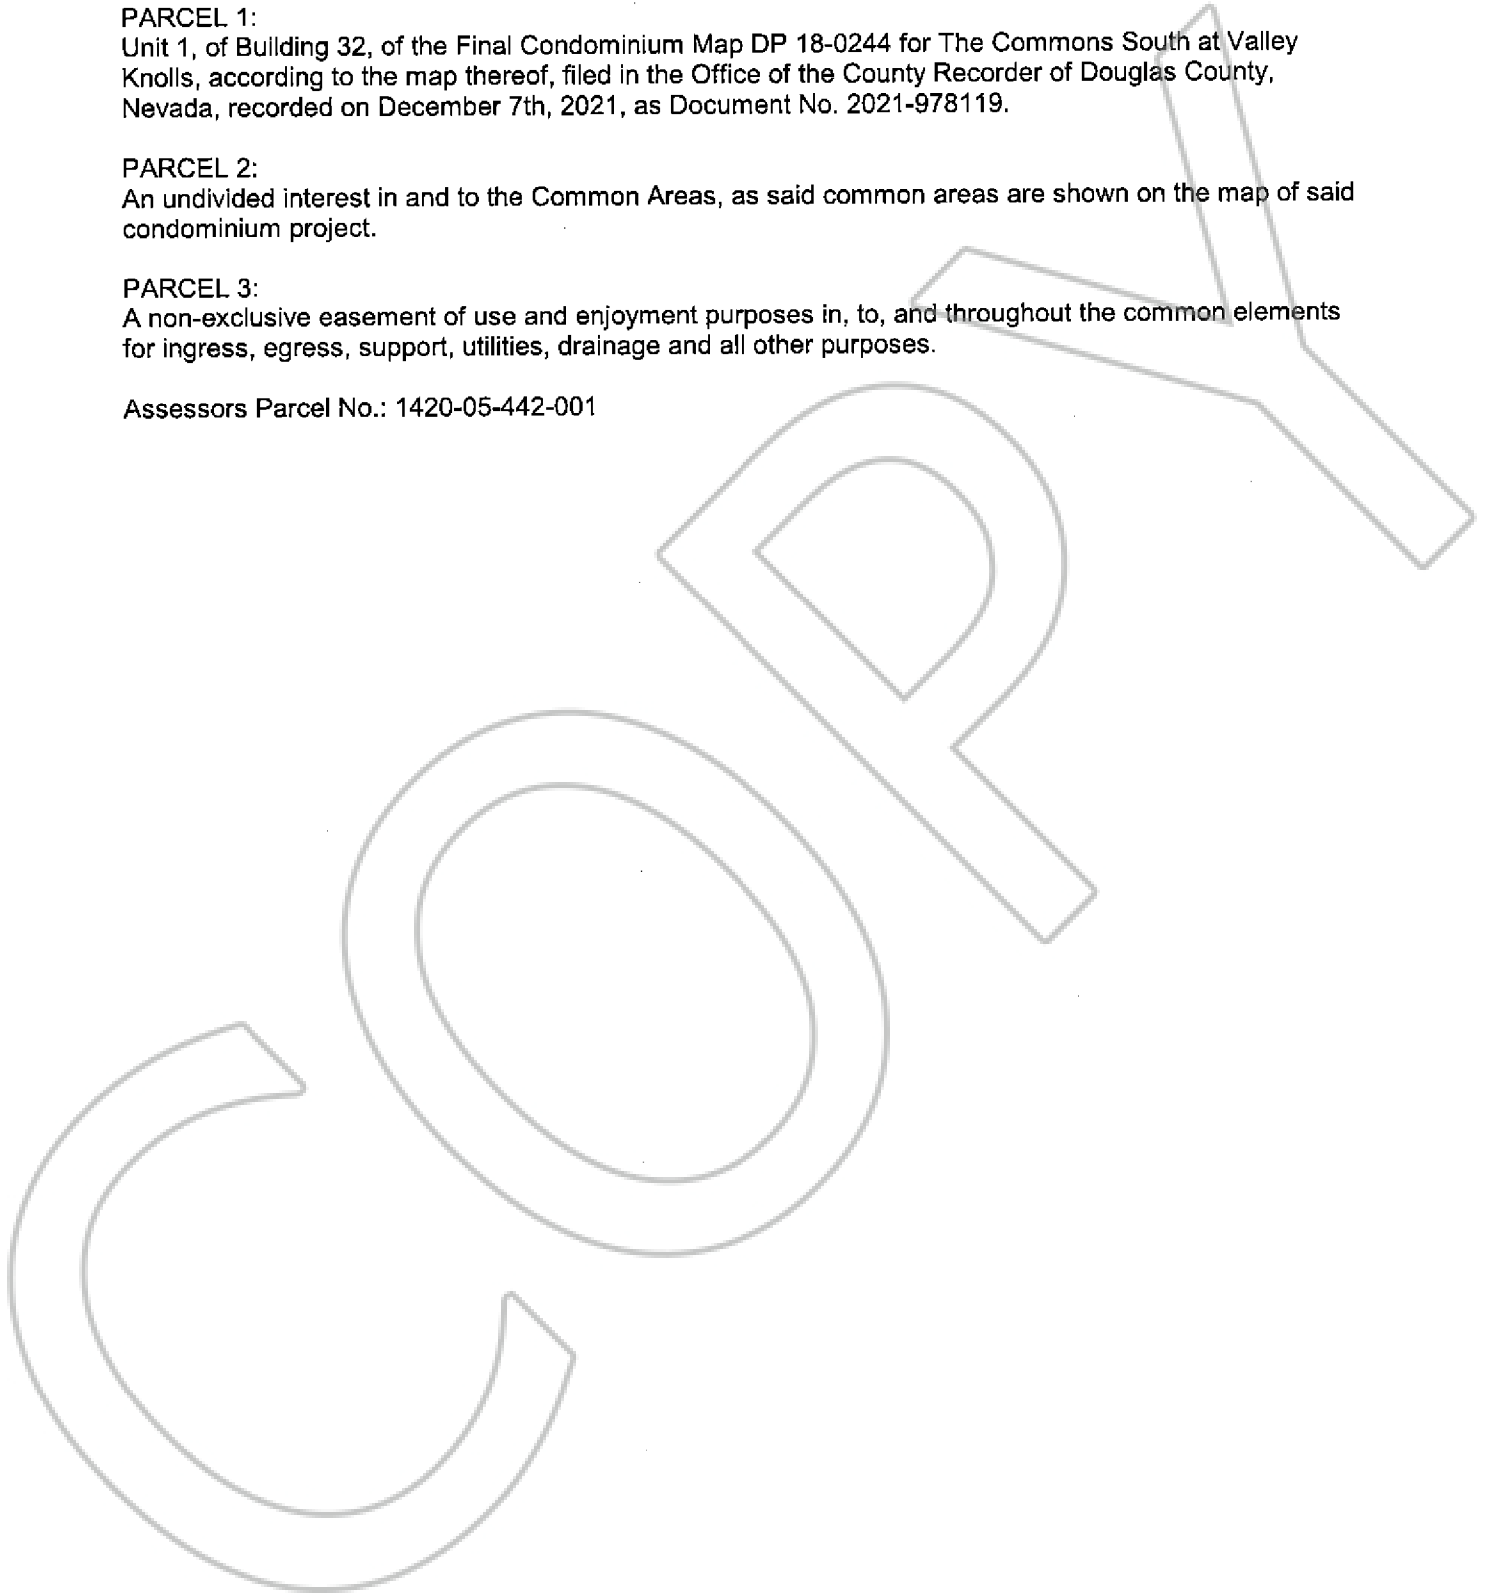 PARCEL 1:
Unit 1, of Building 32, of the Final Condominium Map DP 18-0244 for The Commons South at Valley
Knolls, according to the map thereof, filed in the Office of the County Recorder of Douglas County,
Nevada, recorded on December 7th, 2021, as Document No. 2021-978119.
PARCEL 2:
An undivided interest in and to the Common Areas, as said common areas are shown on the map of said
condominium project.
PARCEL 3:
A non-exclusive easement of use and enjoyment purposes in, to, and throughout the common elements
for ingress, egress, support, utilities, drainage and all other purposes.
Assessors Parcel No.: 1420-05-442-001
COPY